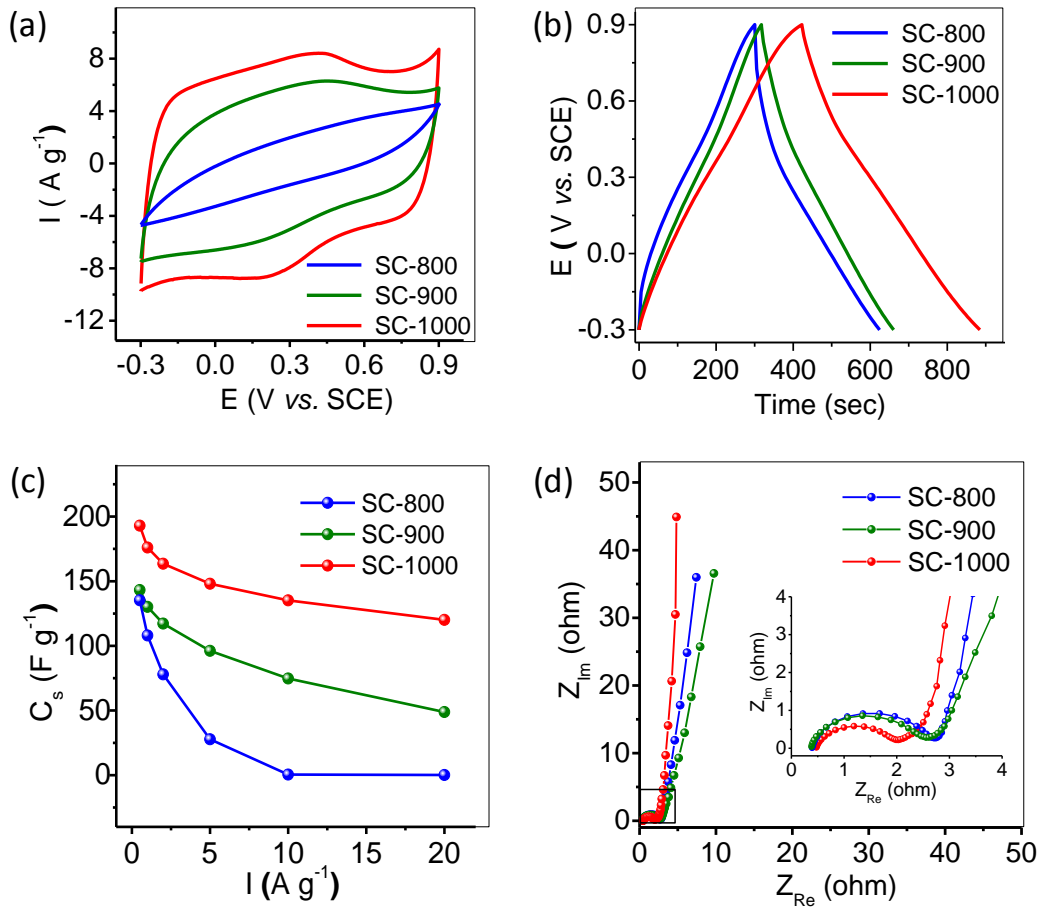 (a)
8
4
0
-4
-8
-12
I ( A g⁻¹)
SC-800
SC-900
SC-1000
-0.3 0.0 0.3 0.6 0.9
E (V vs. SCE)
(b)
0.9
0.6
0.3
0.0
-0.3
E ( V vs. SCE)
SC-800
SC-900
SC-1000
0 200 400 600 800
Time (sec)
(c)
200
150
100
50
0
Cₛ (F g⁻¹)
SC-800
SC-900
SC-1000
0 5 10 15 20
I (A g⁻¹)
(d)
50
40
30
20
10
0
Z_Im (ohm)
SC-800
SC-900
SC-1000
4
3
2
1
0
Z_Im (ohm)
0 1 2 3 4
Z_Re (ohm)
0 10 20 30 40 50
Z_Re (ohm)